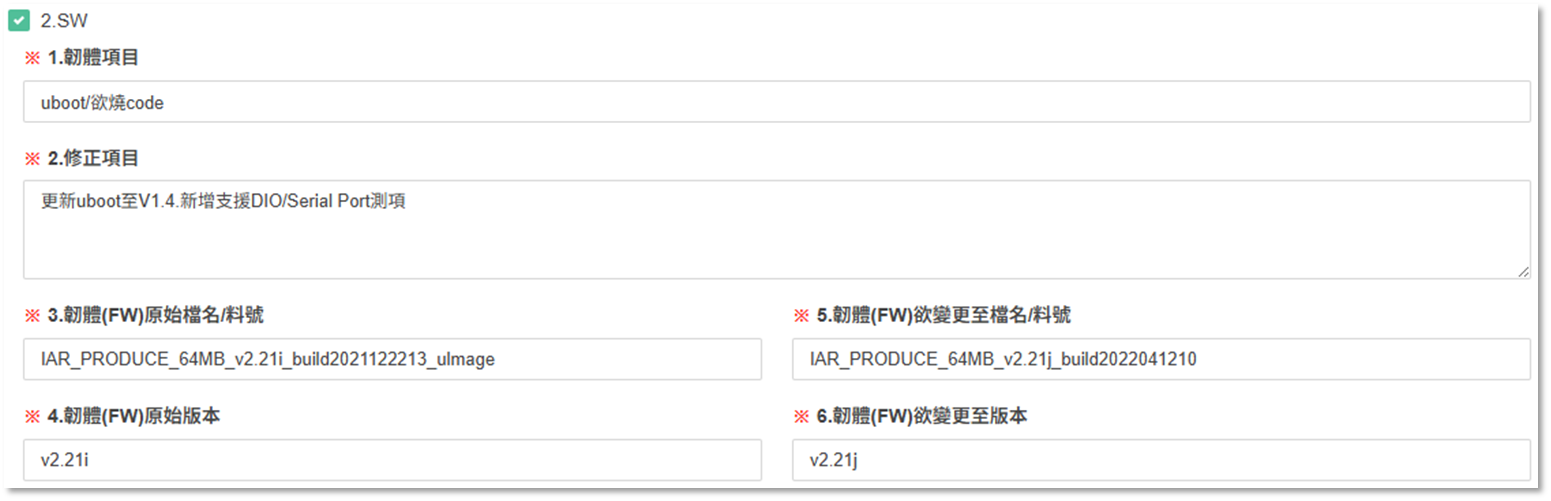 2.SW
※ 1.韌體項目
uboot/欲燒code
※ 2.修正項目
更新uboot至V1.4.新增支援DIO/Serial Port測項
※ 3.韌體(FW)原始檔名/料號
※ 5.韌體(FW)欲變更至檔名/料號
IAR_PRODUCE_64MB_v2.21i_build2021122213_uImage
IAR_PRODUCE_64MB_v2.21j_build2022041210
※ 4.韌體(FW)原始版本
※ 6.韌體(FW)欲變更至版本
v2.21i
v2.21j